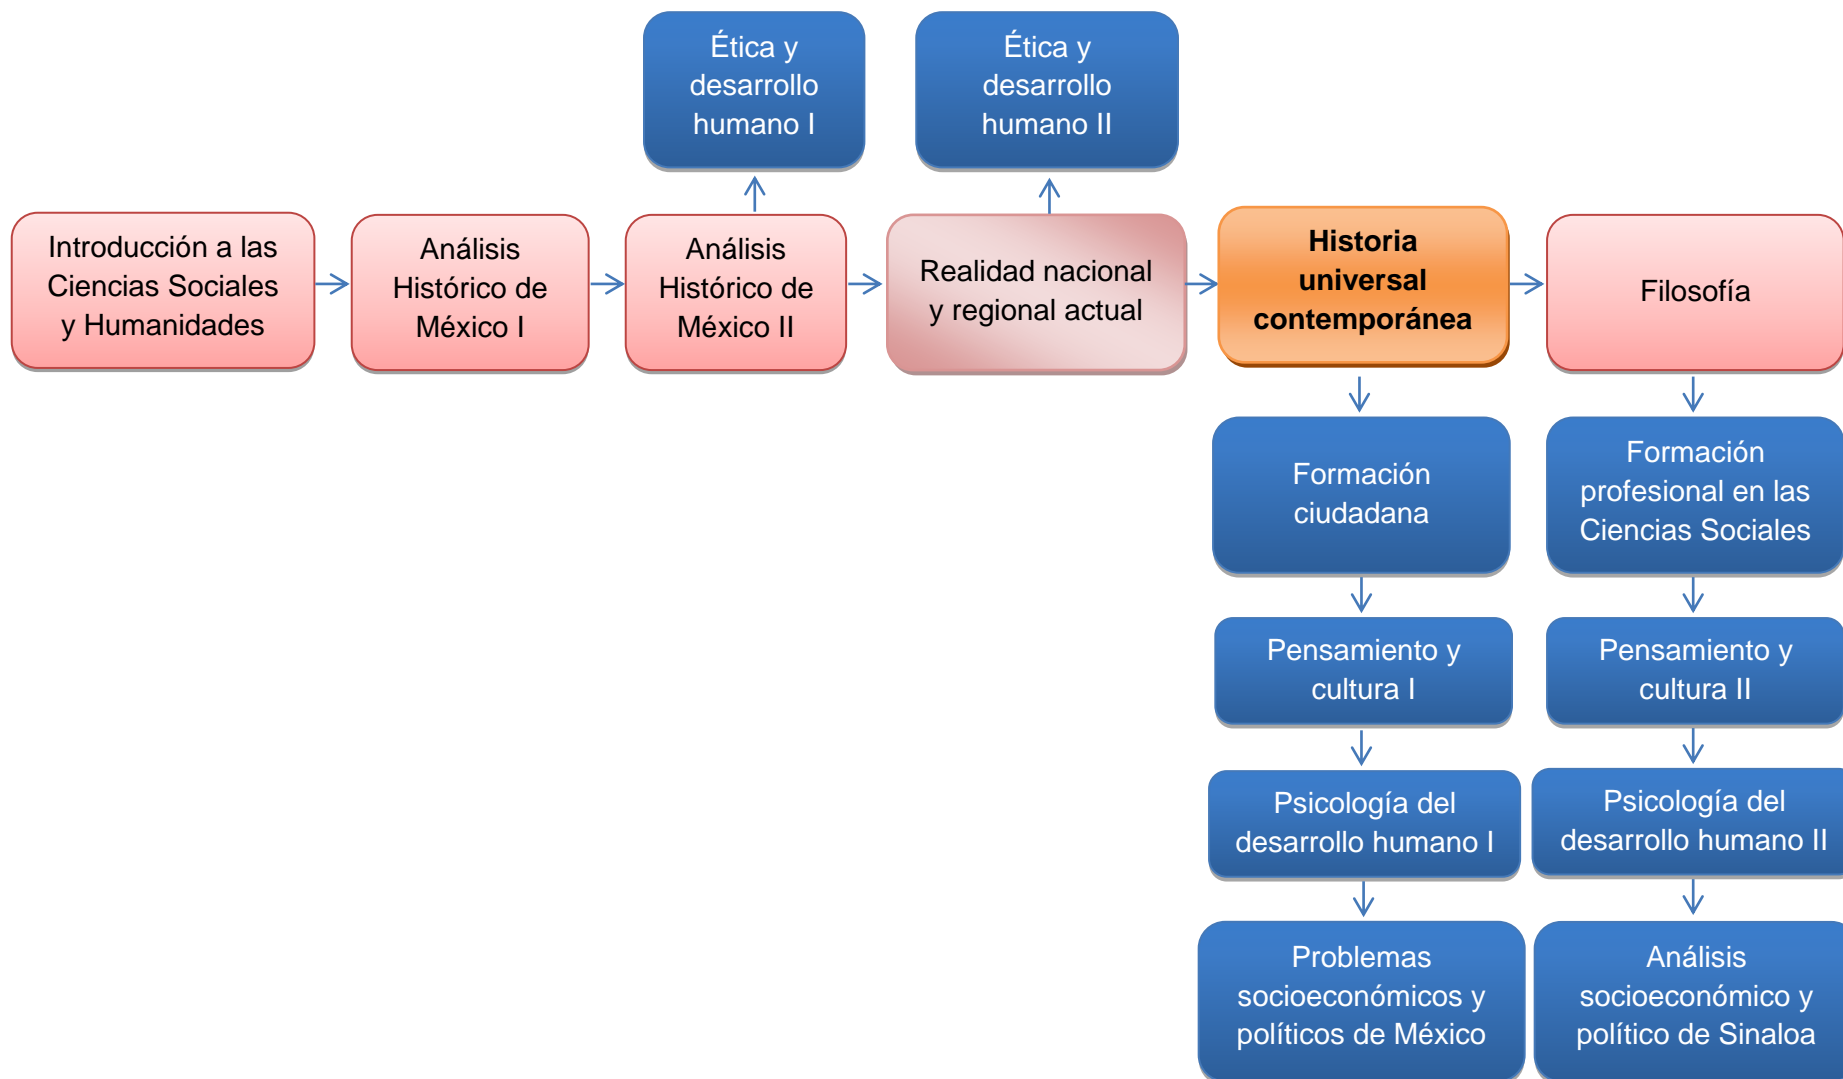 Ética y
desarrollo
humano I
Ética y
desarrollo
humano II
Introducción a las
Ciencias Sociales
y Humanidades
Análisis
Histórico de
México I
Análisis
Histórico de
México II
Realidad nacional
y regional actual
Historia
universal
contemporánea
Filosofía
Formación
ciudadana
Formación
profesional en las
Ciencias Sociales
Pensamiento y
cultura I
Pensamiento y
cultura II
Psicología del
desarrollo humano I
Psicología del
desarrollo humano II
Problemas
socioeconómicos y
políticos de México
Análisis
socioeconómico y
político de Sinaloa